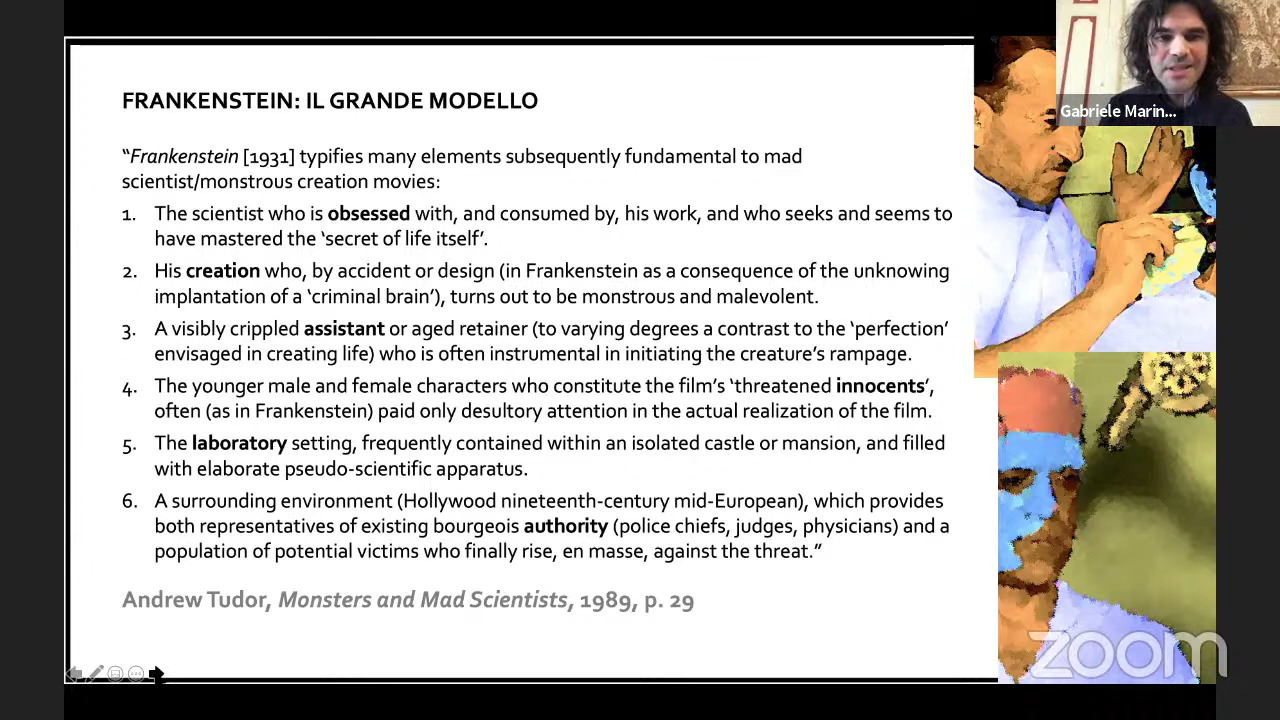 FRANKENSTEIN: IL GRANDE MODELLO
Gabriele Marin...
“Frankenstein [1931] typifies many elements subsequently fundamental to mad
scientist/monstrous creation movies:
1. The scientist who is obsessed with, and consumed by, his work, and who seeks and seems to
have mastered the ‘secret of life itself’.
2. His creation who, by accident or design (in Frankenstein as a consequence of the unknowing
implantation of a ‘criminal brain’), turns out to be monstrous and malevolent.
3. A visibly crippled assistant or aged retainer (to varying degrees a contrast to the ‘perfection’
envisaged in creating life) who is often instrumental in initiating the creature’s rampage.
4. The younger male and female characters who constitute the film’s ‘threatened innocents’,
often (as in Frankenstein) paid only desultory attention in the actual realization of the film.
5. The laboratory setting, frequently contained within an isolated castle or mansion, and filled
with elaborate pseudo-scientific apparatus.
6. A surrounding environment (Hollywood nineteenth-century mid-European), which provides
both representatives of existing bourgeois authority (police chiefs, judges, physicians) and a
population of potential victims who finally rise, en masse, against the threat.”
Andrew Tudor, Monsters and Mad Scientists, 1989, p. 29
zoom